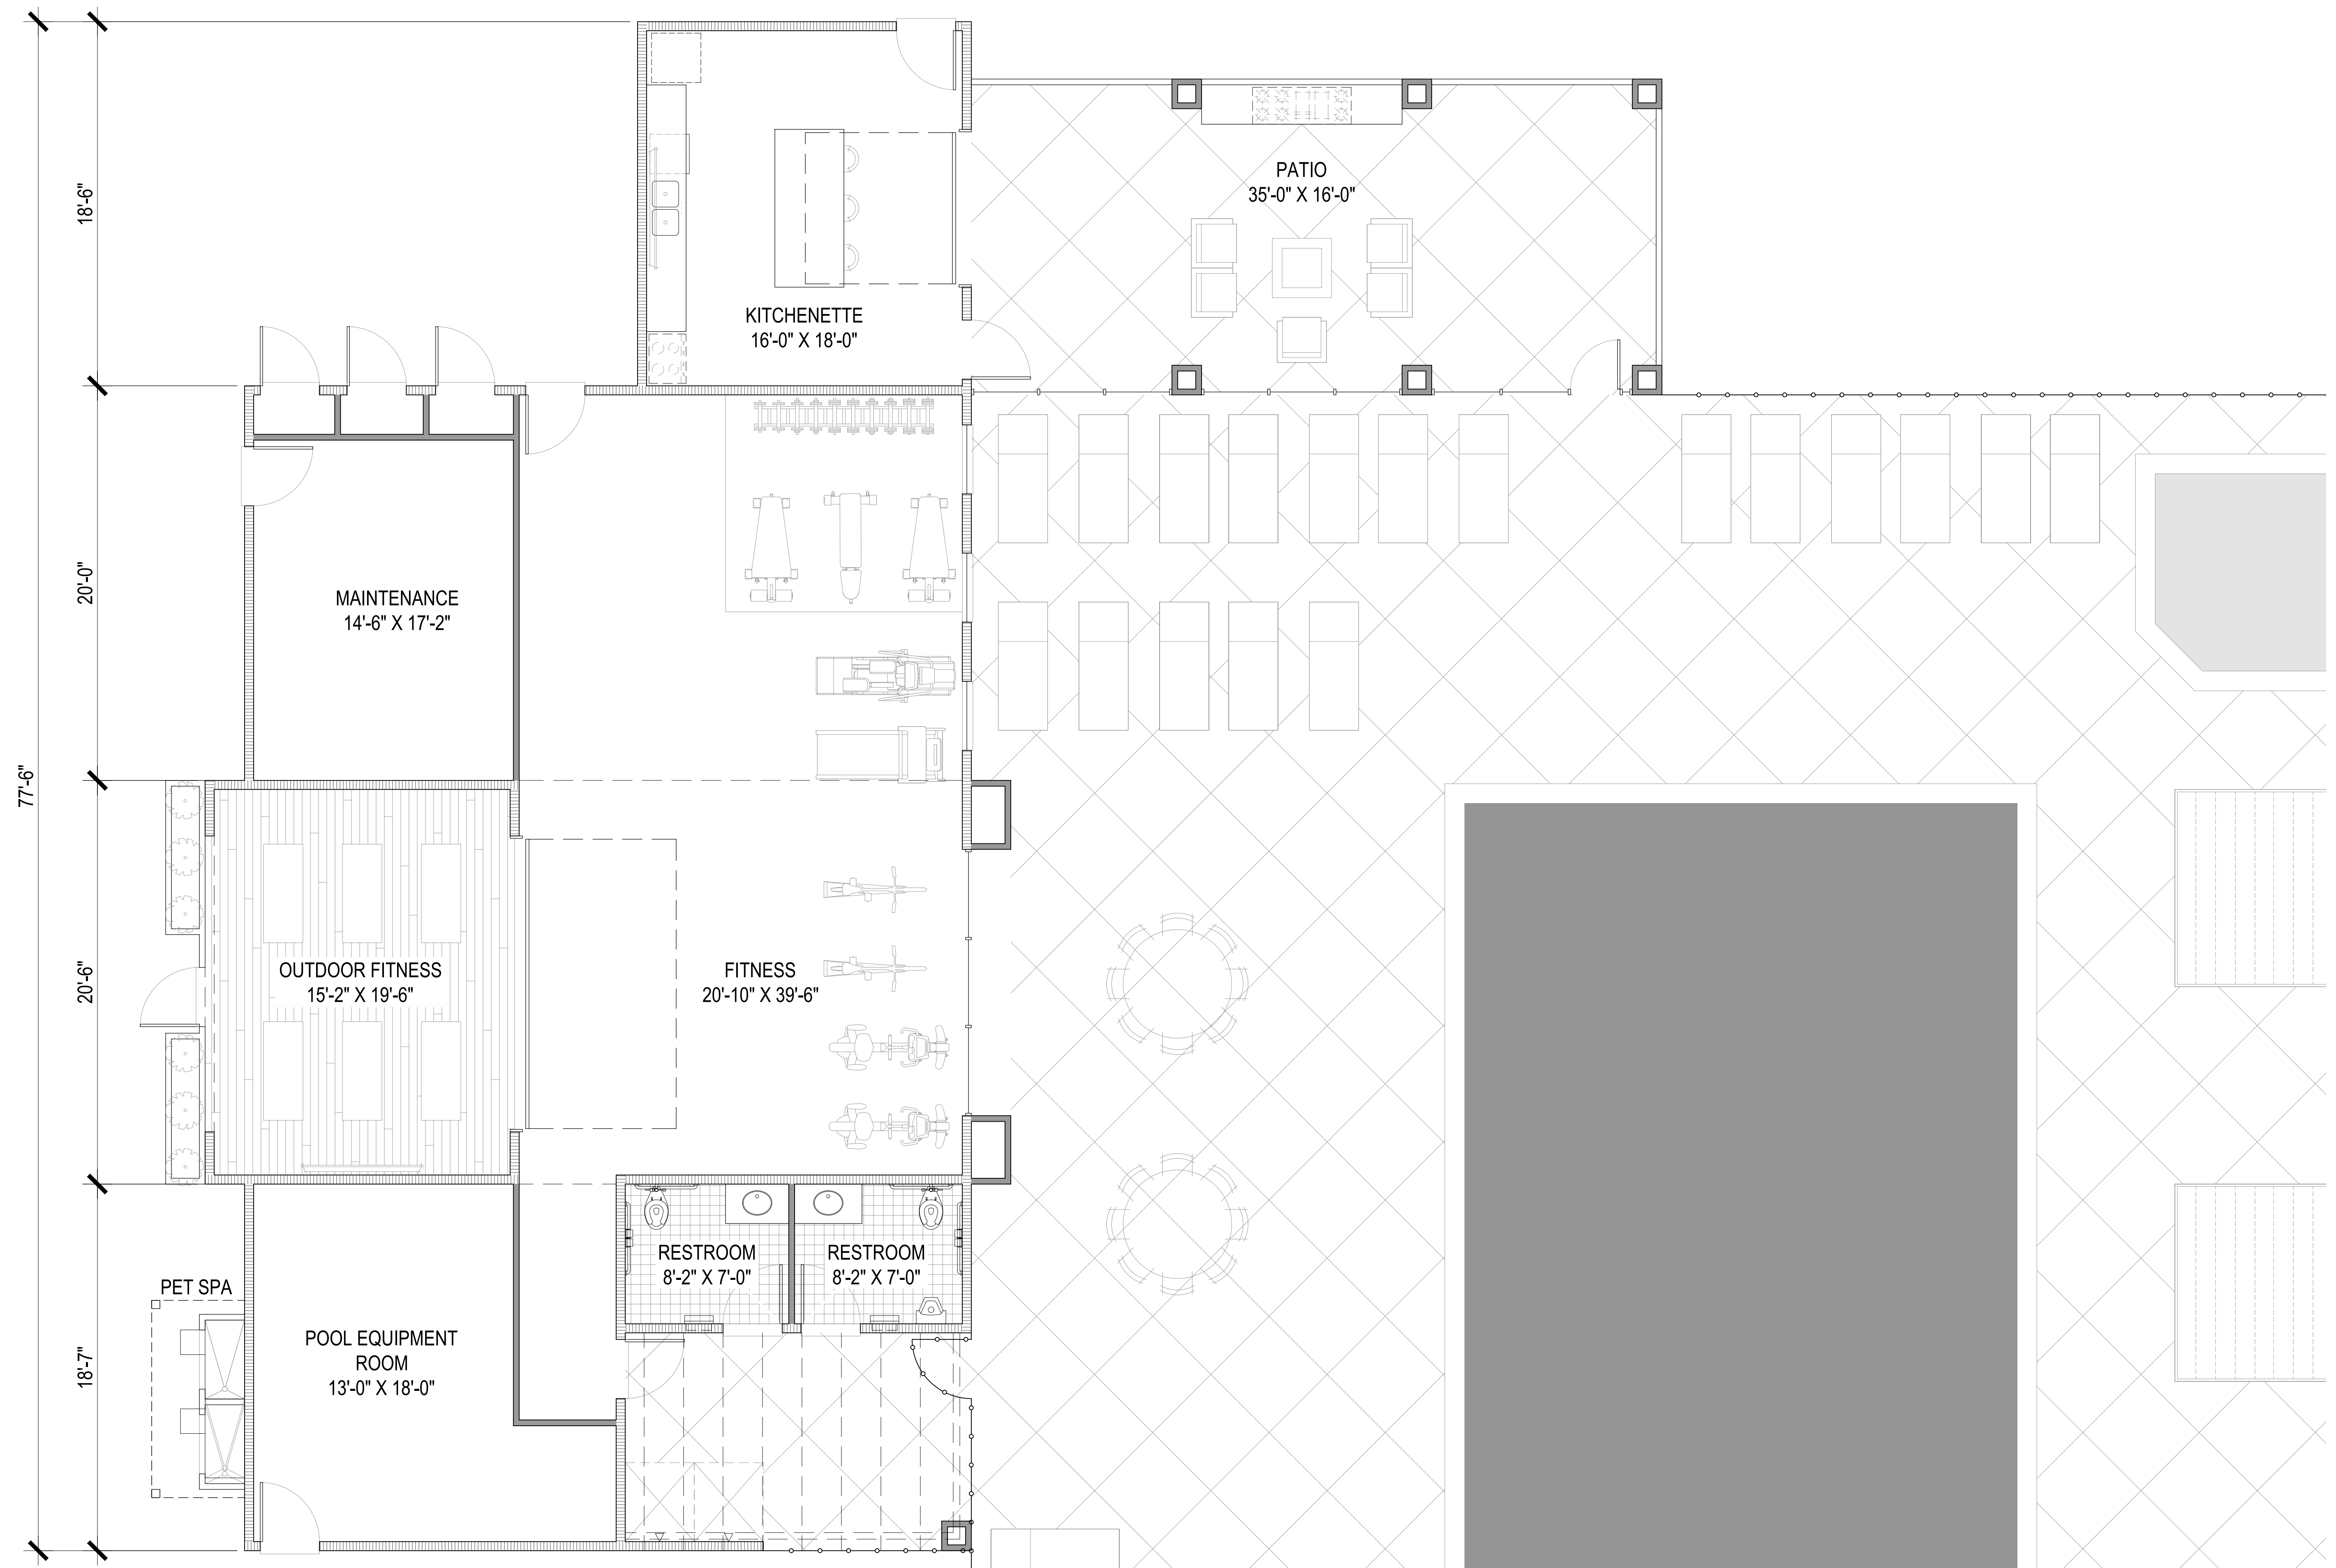 18'-6"
PATIO
35'-0" X 16'-0"
KITCHENETTE
16'-0" X 18'-0"
20'-0"
MAINTENANCE
14'-6" X 17'-2"
77'-6"
20'-6"
OUTDOOR FITNESS
15'-2" X 19'-6"
FITNESS
20'-10" X 39'-6"
RESTROOM
8'-2" X 7'-0"
RESTROOM
8'-2" X 7'-0"
PET SPA
18'-7"
POOL EQUIPMENT
ROOM
13'-0" X 18'-0"